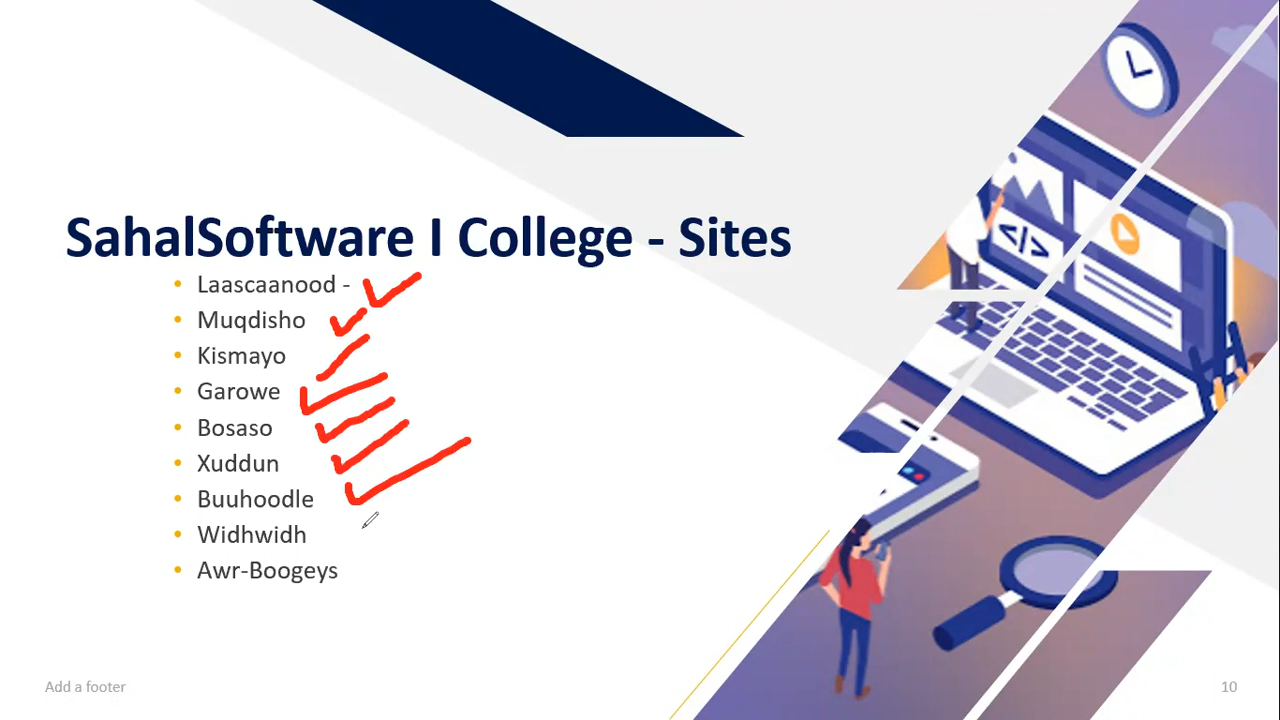 SahalSoftware I College - Sites
• Laascaanood -
• Muqdisho
• Kismayo
• Garowe
• Bosaso
• Xuddun
• Buuhoodle
• Widhwidh
• Awr-Boogeys
</>
Add a footer
10